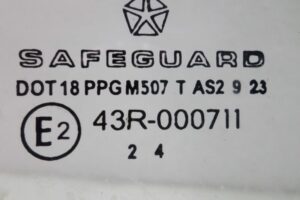 SAFEGUARD
DOT 18 PPG M507 T AS2 9 23
E2 43R-000711
2 4